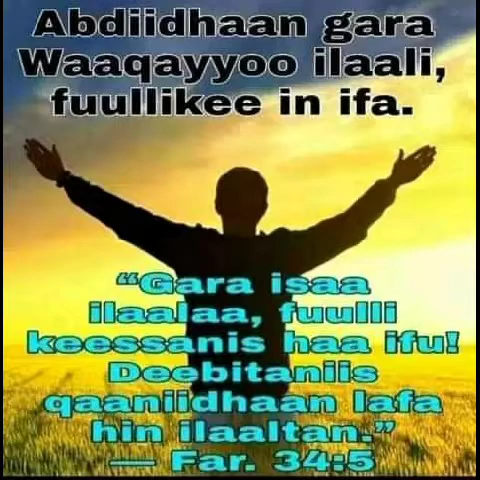 Abdiidhaan gara
Waaqayyoo ilaali,
fuullikee in ifa.
“Gara isaa
ilaalaa, fuulli
keessanis haa ifu!
Deebitaniis
qaaniidhaan lafa
hin ilaaltan.”
— Far. 34:5